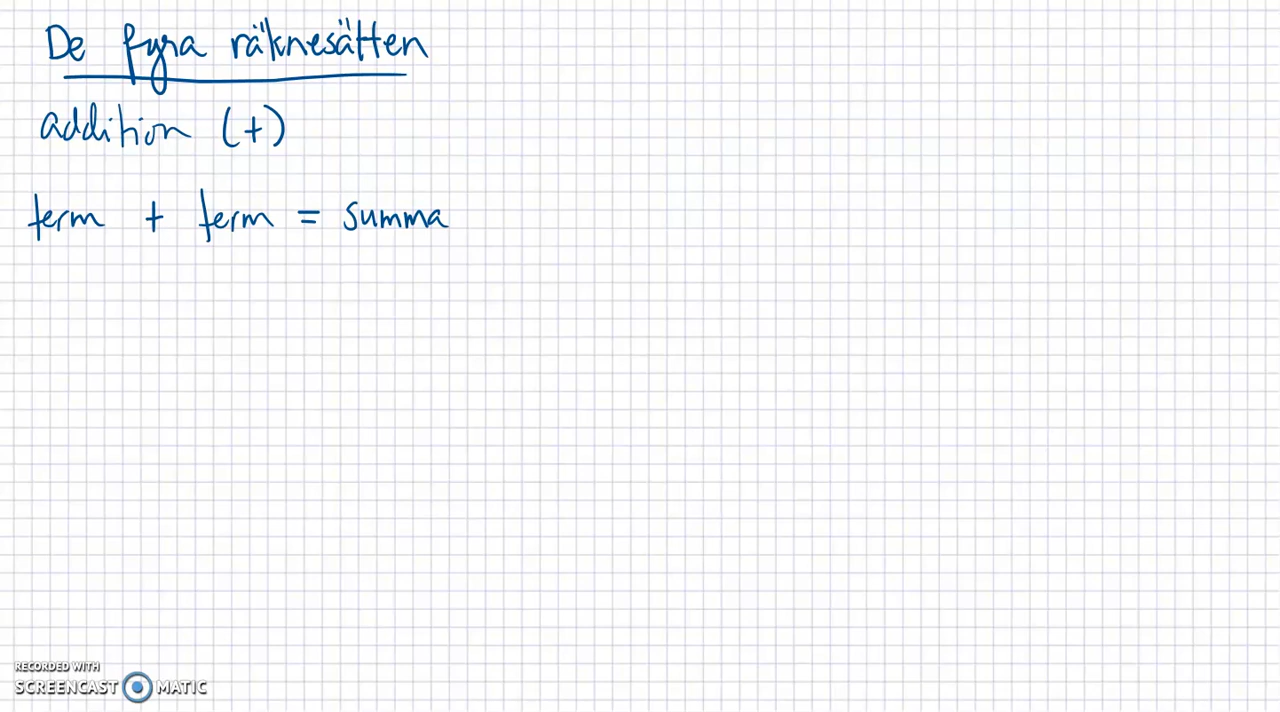 De fyra räknesätten
addition (+)
term + term = summa
RECORDED WITH
SCREENCAST MATIC